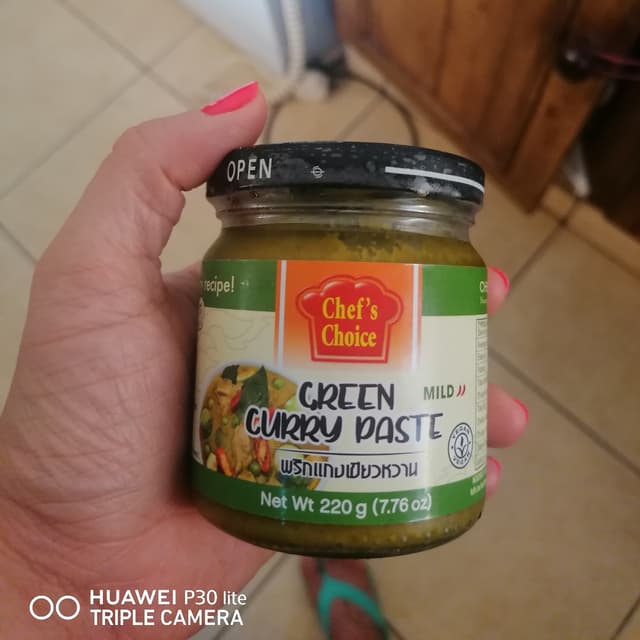 OPEN
recipe!
Chef's
Choice
GREEN
CURRY PASTE
MILD
VEGAN
พริกแกงเขียวหวาน
Net Wt 220 g (7.76 oz)
HUAWEI P30 lite
TRIPLE CAMERA